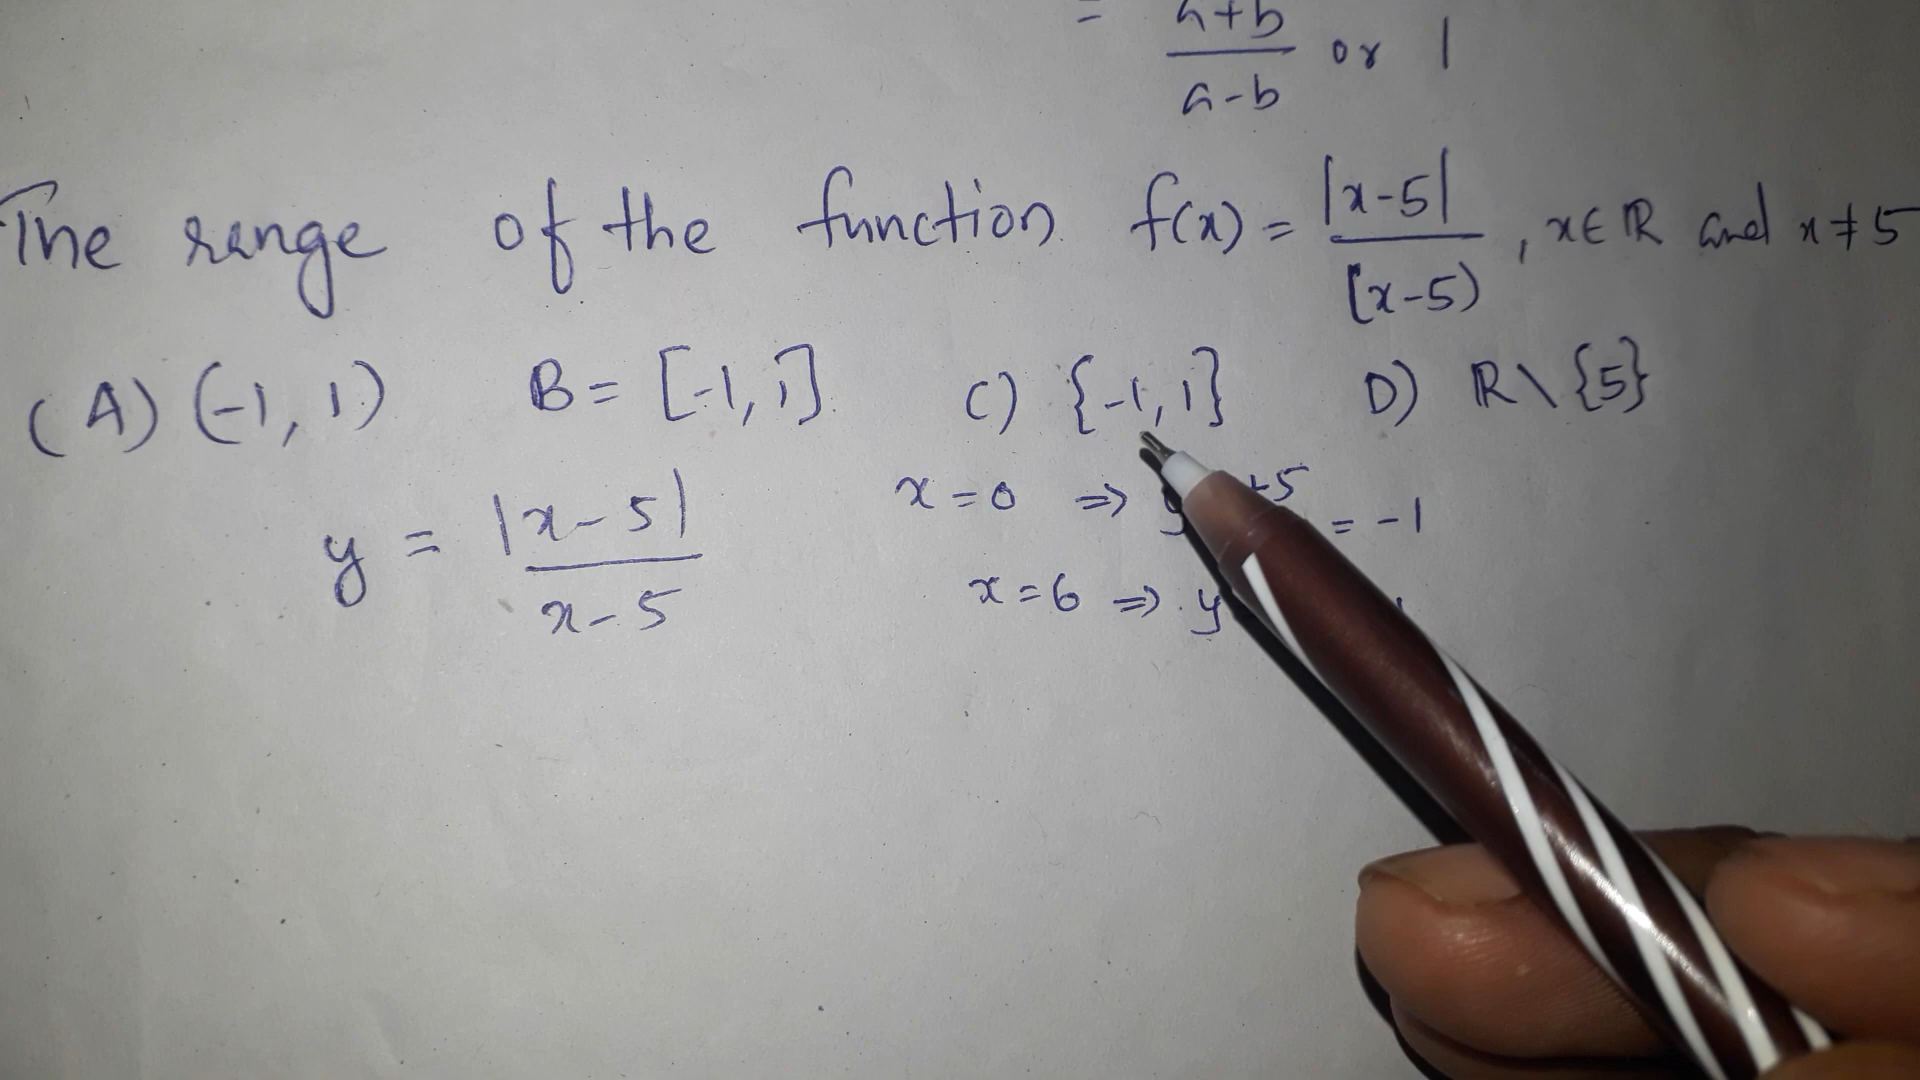 = a+b/a-b or 1
The range of the function f(x) = |x-5|/(x-5), x∈ℝ and x≠5
(A) (-1, 1) B= [-1, 1] C) {-1, 1} D) ℝ\{5}
y = |x-5|/x-5 x=0 ⇒ y +5 = -1
x=6 ⇒ y